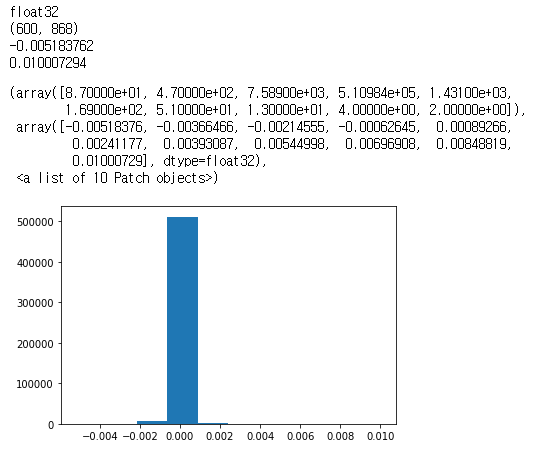 float32
(600, 868)
-0.005183762
0.010007294
(array([8.70000e+01, 4.70000e+02, 7.58900e+03, 5.10984e+05, 1.43100e+03,
1.69000e+02, 5.10000e+01, 1.30000e+01, 4.00000e+00, 2.00000e+00]),
array([-0.00518376, -0.00366466, -0.00214555, -0.00062645, 0.00089266,
0.00241177, 0.00393087, 0.00544998, 0.00696908, 0.00848819,
0.01000729], dtype=float32),
<a list of 10 Patch objects>)
500000
400000
300000
200000
100000
0
−0.004 −0.002 0.000 0.002 0.004 0.006 0.008 0.010